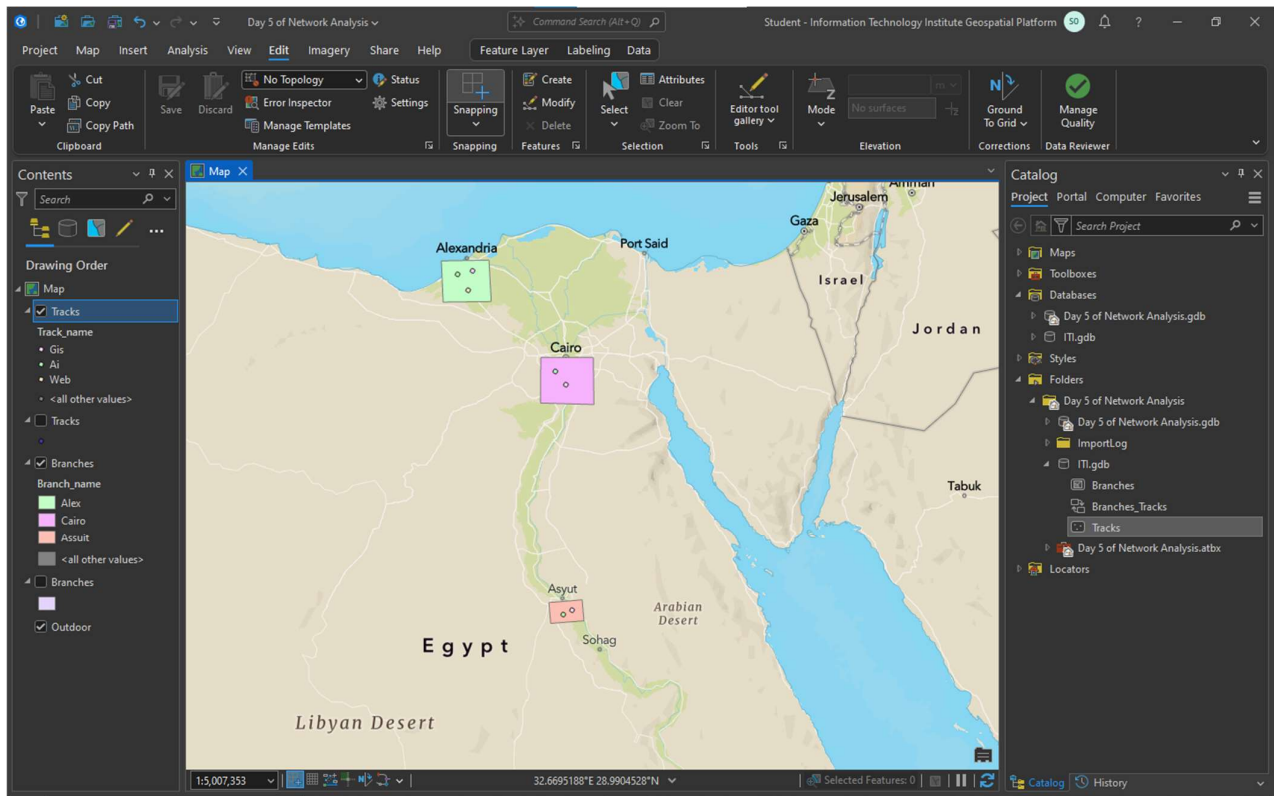 Day 5 of Network Analysis
Command Search (Alt+Q)
Student - Information Technology Institute Geospatial Platform
SO
?
Project Map Insert Analysis View Edit Imagery Share Help Feature Layer Labeling Data
Paste
Cut
Copy
Copy Path
Clipboard
Save
Discard
No Topology
Error Inspector
Manage Templates
Status
Settings
Manage Edits
Snapping
Snapping
Create
Modify
Delete
Features
Select
Attributes
Clear
Zoom To
Selection
Editor tool
gallery
Tools
Z
Mode
No surfaces
m
Elevation
Ground
To Grid
Corrections
Manage
Quality
Data Reviewer
Contents
Search
Drawing Order
Map
Tracks
Track_name
Gis
Ai
Web
<all other values>
Tracks
Branches
Branch_name
Alex
Cairo
Assuit
<all other values>
Branches
Outdoor
Map
Amman
Jerusalem
Gaza
Alexandria
Port Said
Israel
Jordan
Cairo
Tabuk
Asyut
Arabian
Desert
Sohag
Egypt
Libyan Desert
1:5,007,353
32.6695188°E 28.9904528°N
Selected Features: 0
Catalog
Project Portal Computer Favorites
Search Project
Maps
Toolboxes
Databases
Day 5 of Network Analysis.gdb
ITI.gdb
Styles
Folders
Day 5 of Network Analysis
Day 5 of Network Analysis.gdb
ImportLog
ITI.gdb
Branches
Branches_Tracks
Tracks
Day 5 of Network Analysis.atbx
Locators
Catalog History